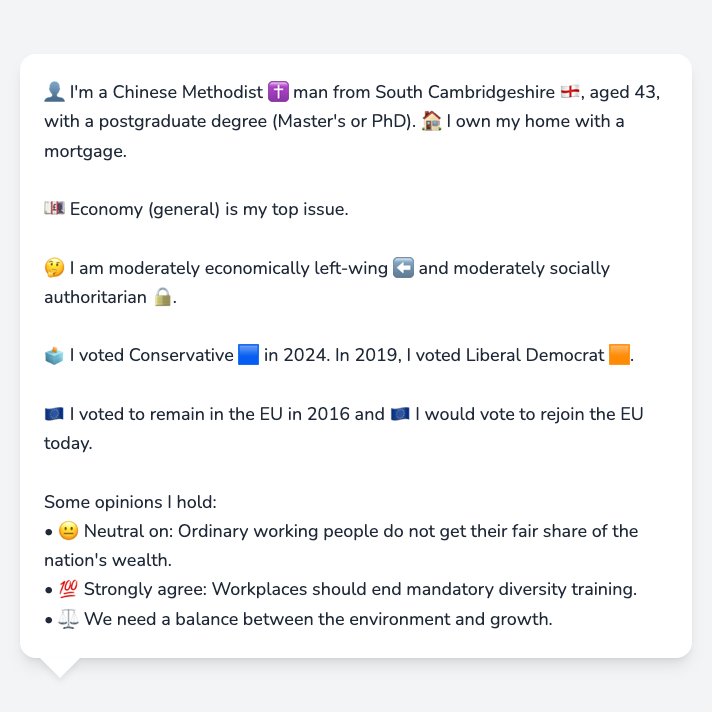 👤 I'm a Chinese Methodist ✝️ man from South Cambridgeshire 🏴󠁧󠁢󠁥󠁮󠁧󠁿, aged 43,
with a postgraduate degree (Master's or PhD). 🏠 I own my home with a
mortgage.
💷 Economy (general) is my top issue.
🤔 I am moderately economically left-wing ⬅️ and moderately socially
authoritarian 🔒.
🗳️ I voted Conservative 🟦 in 2024. In 2019, I voted Liberal Democrat 🟧.
🇪🇺 I voted to remain in the EU in 2016 and 🇪🇺 I would vote to rejoin the EU
today.
Some opinions I hold:
• 😐 Neutral on: Ordinary working people do not get their fair share of the
nation's wealth.
• 💯 Strongly agree: Workplaces should end mandatory diversity training.
• ⚖️ We need a balance between the environment and growth.